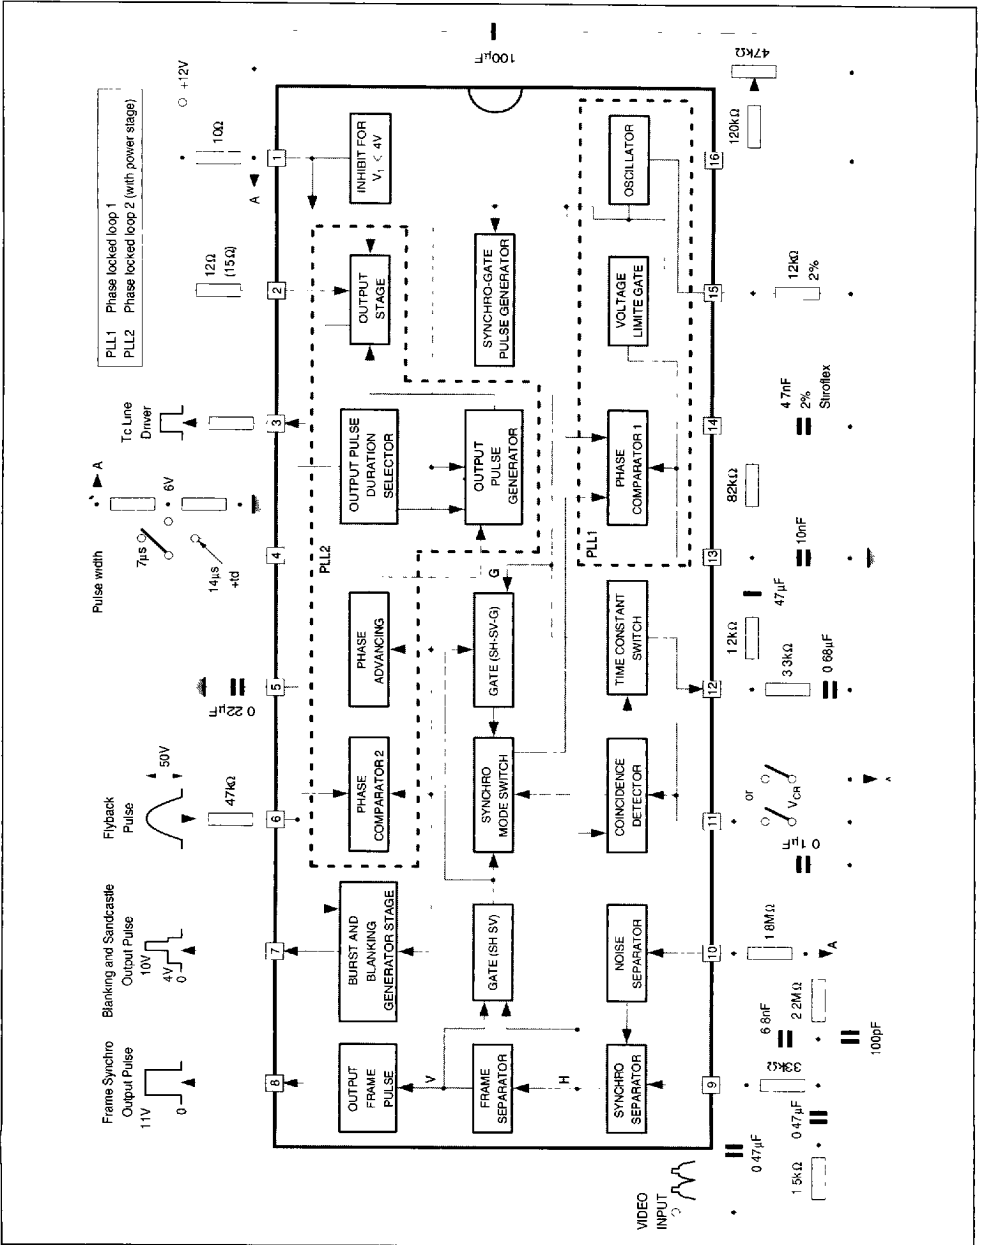 PLL1 Phase locked loop 1
PLL2 Phase locked loop 2 (with power stage)
Frame Synchro
Output Pulse
11V
0
Blanking and Sandcastle
Output Pulse
10V
4V
0
Flyback
Pulse
50V
47kΩ
0 22µF
Pulse width
7µs
14µs
+td
6V
A
Tc Line
Driver
12Ω
(15Ω)
10Ω
+12V
A
8
7
6
5
4
3
2
1
OUTPUT
FRAME
PULSE
BURST AND
BLANKING
GENERATOR STAGE
PHASE
COMPARATOR 2
PHASE
ADVANCING
PLL2
OUTPUT PULSE
DURATION
SELECTOR
OUTPUT
STAGE
INHIBIT FOR
V1 < 4V
V
FRAME
SEPARATOR
GATE (SH SV)
SYNCHRO
MODE SWITCH
GATE (SH-SV-G)
G
OUTPUT
PULSE
GENERATOR
SYNCHRO-GATE
PULSE GENERATOR
100µF
H
SYNCHRO
SEPARATOR
NOISE
SEPARATOR
COINCIDENCE
DETECTOR
TIME CONSTANT
SWITCH
PLL1
PHASE
COMPARATOR 1
VOLTAGE
LIMITE GATE
OSCILLATOR
9
10
11
12
13
14
15
16
VIDEO
INPUT
0 47µF
1 5kΩ
0 47µF
33kΩ
6 8nF
2 2MΩ
100pF
1 8MΩ
A
0 1µF
or
VCR
1 2kΩ
3 3kΩ
0 68µF
47µF
10nF
82kΩ
4 7nF
2%
Stiroflex
12kΩ
2%
120kΩ
47kΩ